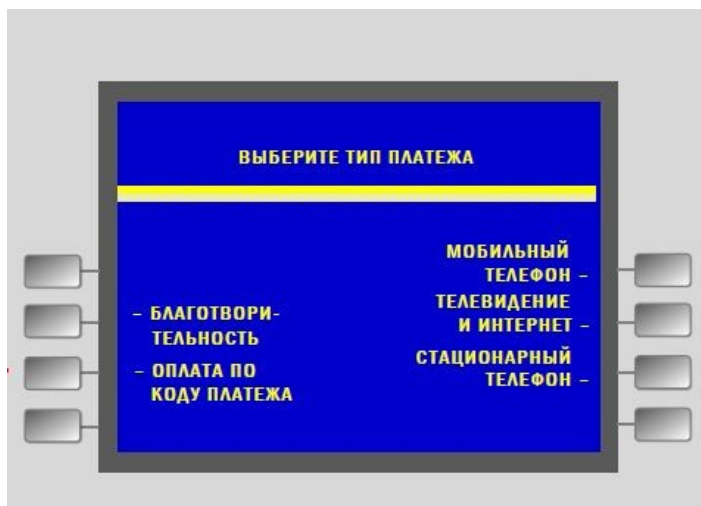 ВЫБЕРИТЕ ТИП ПЛАТЕЖА
МОБИЛЬНЫЙ
ТЕЛЕФОН –
ТЕЛЕВИДЕНИЕ
И ИНТЕРНЕТ –
СТАЦИОНАРНЫЙ
ТЕЛЕФОН –
– БЛАГОТВОРИ-
ТЕЛЬНОСТЬ
– ОПЛАТА ПО
КОДУ ПЛАТЕЖА